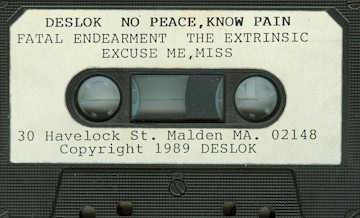 DESLOK NO PEACE,KNOW PAIN
FATAL ENDEARMENT THE EXTRINSIC
EXCUSE ME,MISS
30 Havelock St. Malden MA. 02148
Copyright 1989 DESLOK